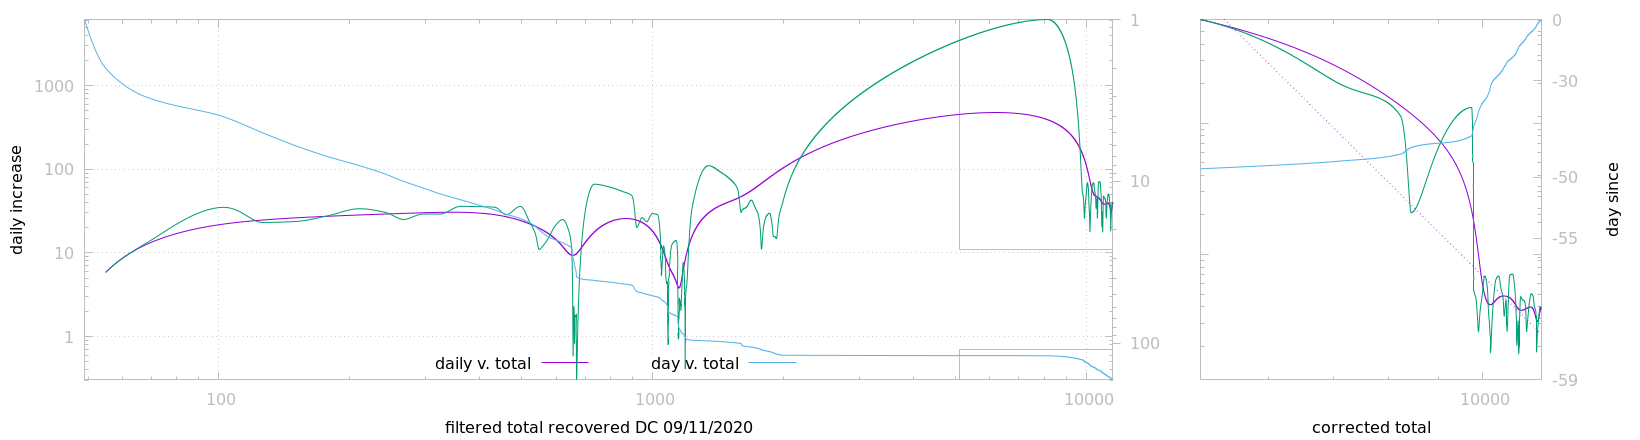 daily increase
1000
100
10
1
1
10
100
100
1000
10000
daily v. total
day v. total
filtered total recovered DC 09/11/2020
0
-30
-50
-55
-59
day since
10000
corrected total